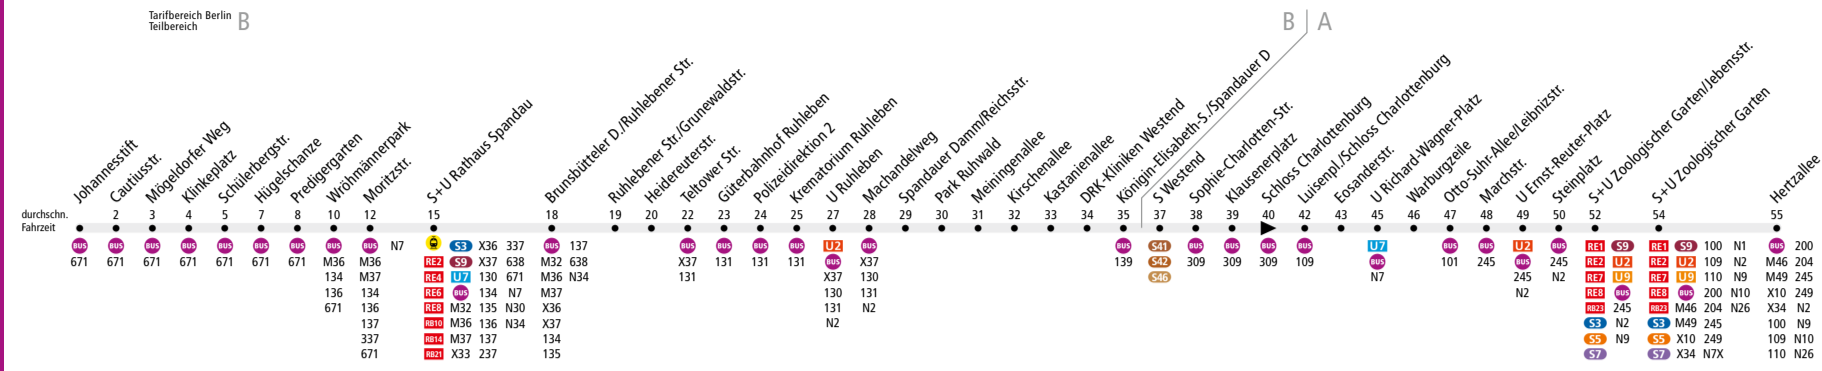 Tarifbereich Berlin B
Teilbereich
B A
Johannesstift
Cautiusstr.
Mögeldorfer Weg
Klinkeplatz
Schülerbergstr.
Hügelschanze
Predigergarten
Wröhmännerpark
Moritzstr.
S+U Rathaus Spandau
Brunsbütteler D./Ruhlebener Str.
Ruhlebener Str./Grunewaldstr.
Heidereuterstr.
Teltower Str.
Güterbahnhof Ruhleben
Polizeidirektion 2
Krematorium Ruhleben
U Ruhleben
Machandelweg
Spandauer Damm/Reichsstr.
Park Ruhwald
Meiningenallee
Kirschenallee
Kastanienallee
DRK-Kliniken Westend
Königin-Elisabeth-S./Spandauer D
S Westend
Sophie-Charlotten-Str.
Klausenerplatz
Schloss Charlottenburg
Luisenpl./Schloss Charlottenburg
Eosanderstr.
U Richard-Wagner-Platz
Warburgzeile
Otto-Suhr-Allee/Leibnizstr.
Marchstr.
U Ernst-Reuter-Platz
Steinplatz
S+U Zoologischer Garten/Jebensstr.
S+U Zoologischer Garten
Hertzallee
durchschn. 2 3 4 5 7 8 10 12 15 18 19 20 22 23 24 25 27 28 29 30 31 32 33 34 35 37 38 39 40 42 43 45 46 47 48 49 50 52 54 55
Fahrzeit
BUS BUS BUS BUS BUS BUS BUS BUS BUS N7 S3 X36 337 BUS 137 BUS BUS BUS BUS U2 BUS BUS S41 BUS BUS BUS BUS U7 BUS BUS U2 BUS RE1 S9 RE1 S9 100 N1 BUS 200
671 671 671 671 671 671 671 M36 M36 RE2 S9 X37 638 M32 638 X37 131 131 131 BUS X37 139 S42 309 309 309 109 BUS 101 245 BUS 245 RE2 U2 RE2 U2 109 N2 M46 204
134 M37 RE4 U7 130 671 M36 N34 131 X37 130 S46 N7 245 N2 RE7 U9 RE7 U9 110 N9 M49 245
136 134 RE6 BUS 134 N7 M37 130 131 N2 RE8 BUS RE8 BUS 200 N10 X10 249
671 136 RE8 M32 135 N30 X36 131 N2 RB23 245 RB23 M46 204 N26 X34 N2
137 RB10 M36 136 N34 X37 N2 S3 N2 S3 M49 245 100 N9
337 RB14 M37 137 134 S5 N9 S5 X10 249 109 N10
671 RB21 X33 237 135 S7 S7 X34 N7X 110 N26